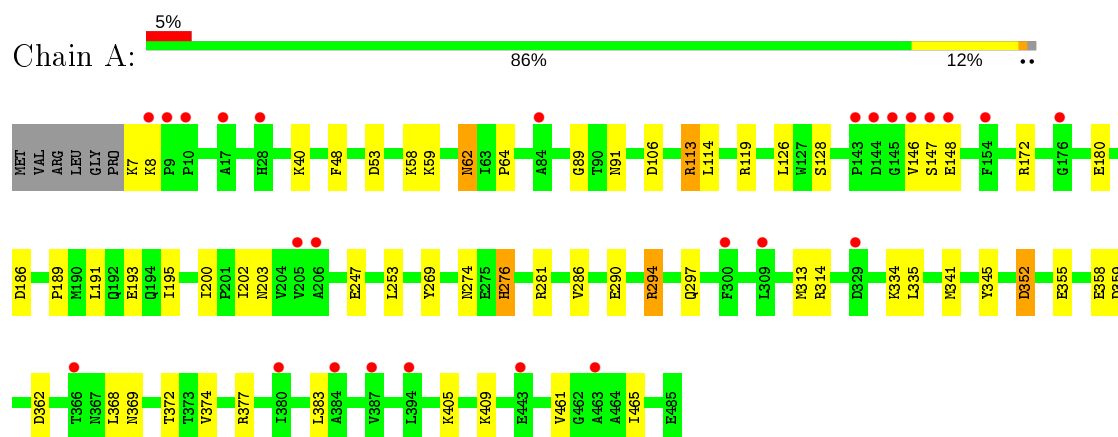 5%
Chain A:
86% 12% ••
MET VAL ARG LEU GLY PRO K7 K8 P9 P10 A17 H28 K40 F48 D53 K58 K59 N62 I63 P64 A84 G89 T90 N91 D106 R113 L114 R119 L126 W127 S128 P143 D144 G145 V146 S147 E148 F154 R172 G176 E180
D186 P189 M190 L191 Q192 E193 Q194 I195 I200 P201 I202 N203 V204 V205 A206 E247 L253 Y269 N274 E275 H276 R281 V286 E290 R294 Q297 F300 L309 M313 R314 D329 K334 L335 M341 Y345 D352 E355 E358 D359
D362 T366 N367 L368 N369 T372 T373 V374 R377 I380 L383 A384 V387 L394 K405 K409 E443 V461 G462 A463 A464 I465 E485